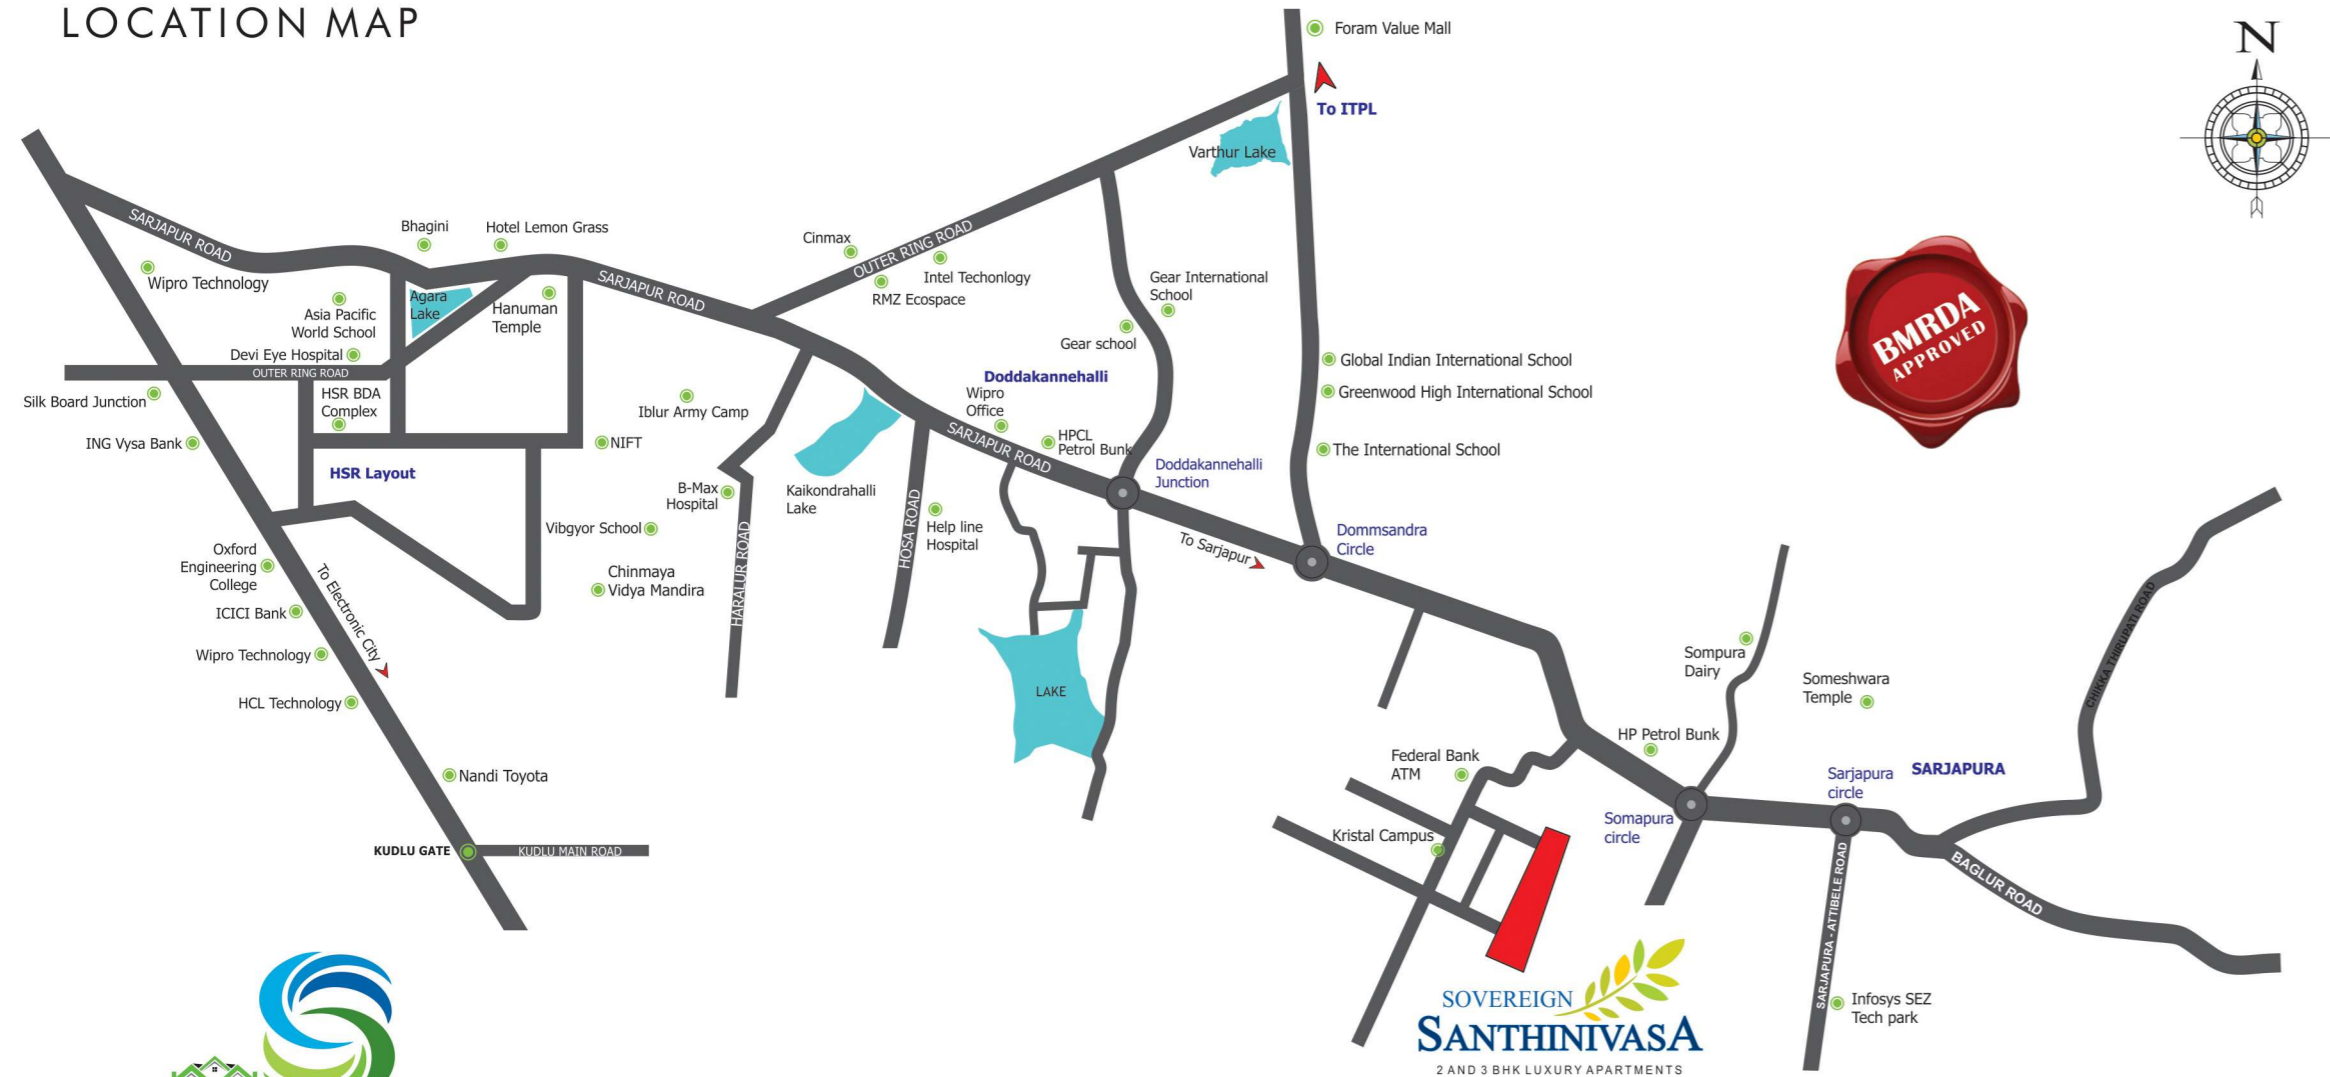 LOCATION MAP
Foram Value Mall
N
To ITPL
Varthur Lake
SARJAPUR ROAD
Bhagini
Hotel Lemon Grass
Cinmax
OUTER RING ROAD
Wipro Technology
SARJAPUR ROAD
Intel Techonlogy
RMZ Ecospace
Gear International
School
Agara
Lake
Hanuman
Temple
Asia Pacific
World School
Gear school
BMRDA
APPROVED
Devi Eye Hospital
OUTER RING ROAD
Global Indian International School
Doddakannehalli
Greenwood High International School
Silk Board Junction
HSR BDA
Complex
Iblur Army Camp
Wipro
Office
SARJAPUR ROAD
HPCL
Petrol Bunk
ING Vysa Bank
NIFT
The International School
HSR Layout
Doddakannehalli
Junction
B-Max
Hospital
Kaikondrahalli
Lake
HOSA ROAD
Help line
Hospital
Vibgyor School
HARALUR ROAD
To Sarjapur
Dommsandra
Circle
Oxford
Engineering
College
To Electronic City
Chinmaya
Vidya Mandira
ICICI Bank
Wipro Technology
HCL Technology
LAKE
Sompura
Dairy
Someshwara
Temple
CHIKKA THIRUPATI ROAD
HP Petrol Bunk
Federal Bank
ATM
Nandi Toyota
Sarjapura
circle
SARJAPURA
Somapura
circle
Kristal Campus
KUDLU GATE
KUDLU MAIN ROAD
BAGLUR ROAD
SARJAPURA - ATTIBELE ROAD
Infosys SEZ
Tech park
SOVEREIGN
SANTHINIVASA
2 AND 3 BHK LUXURY APARTMENTS